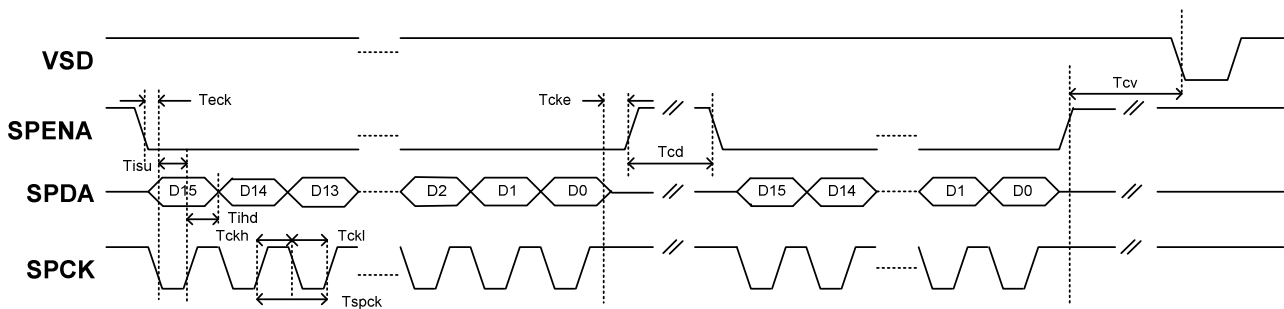 VSD
Tcv
Teck
Tcke
SPENA
Tcd
Tisu
SPDA
D15 D14 D13 D2 D1 D0 D15 D14 D1 D0
Tihd
Tckh Tckl
SPCK
Tspck